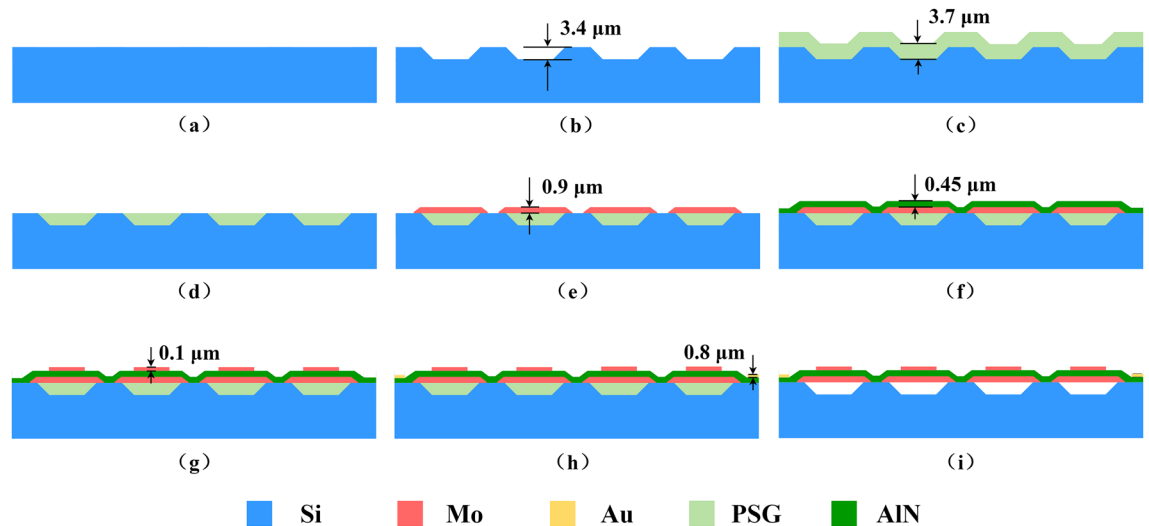 3.4 μm
3.7 μm
(a)
(b)
(c)
0.9 μm
0.45 μm
(d)
(e)
(f)
0.1 μm
0.8 μm
(g)
(h)
(i)
Si
Mo
Au
PSG
AlN